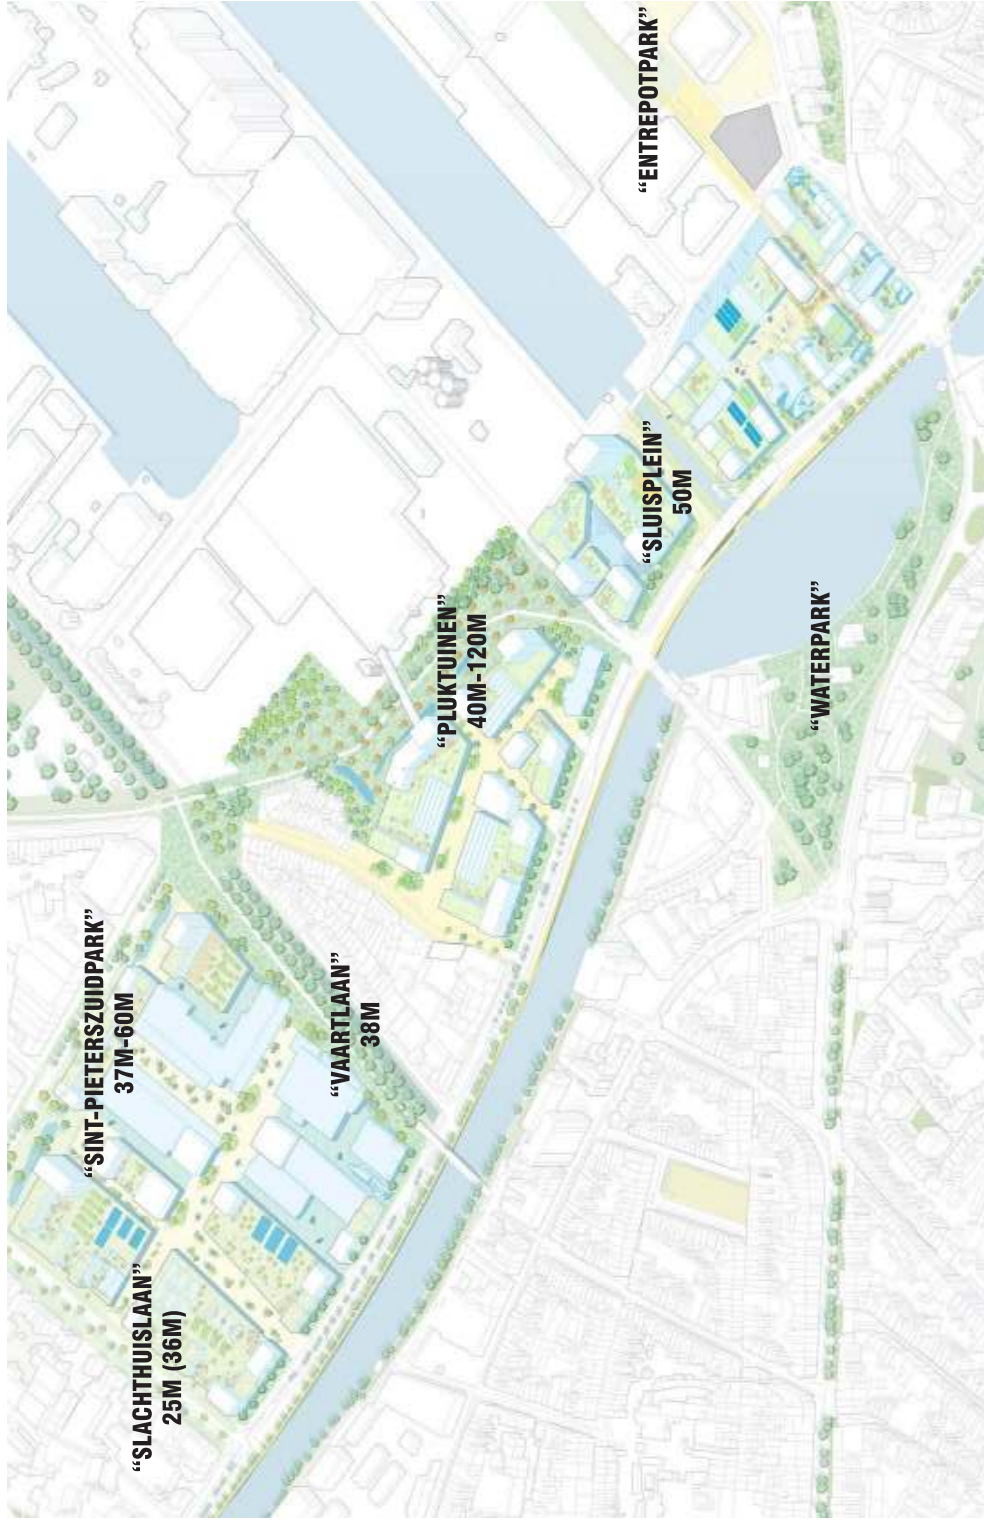 “SLACHTHUISLAAN”
25M (36M)
“SINT-PIETERSZUIDPARK”
37M-60M
“VAARTLAAN”
38M
“PLUKTUINEN”
40M-120M
“SLUISPLEIN”
50M
“WATERPARK”
“ENTREPOTPARK”